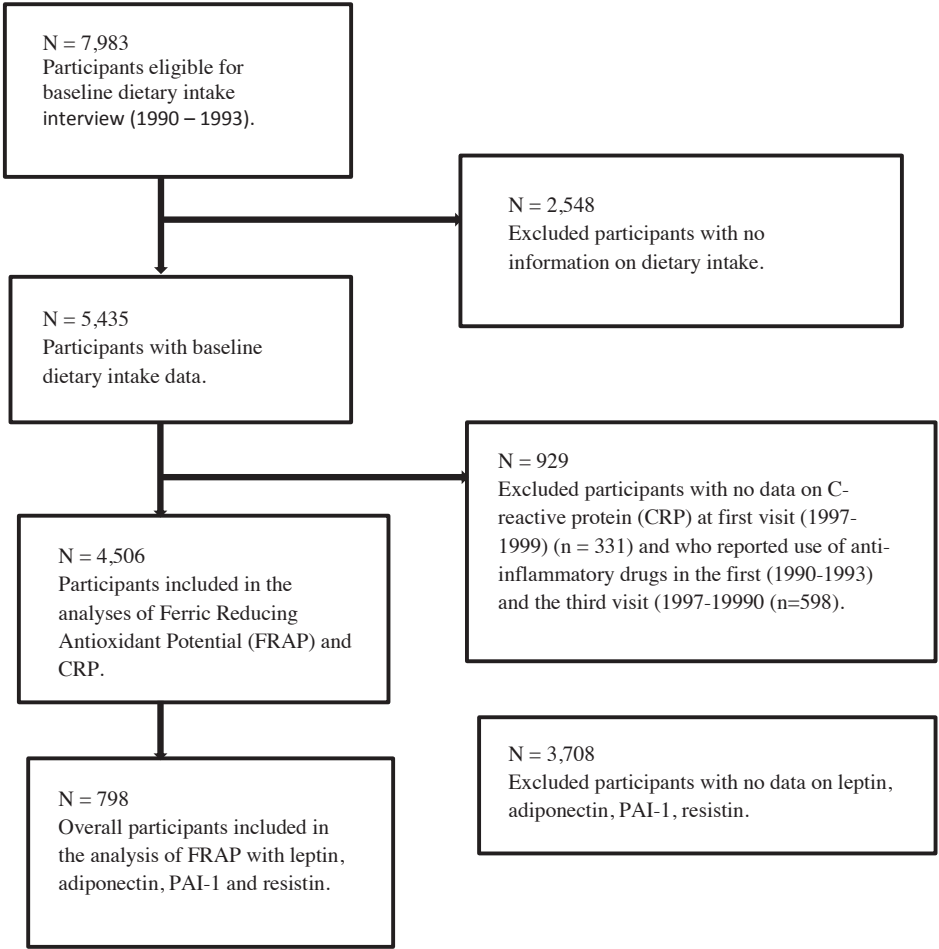 N = 7,983
Participants eligible for
baseline dietary intake
interview (1990 – 1993).
N = 2,548
Excluded participants with no
information on dietary intake.
N = 5,435
Participants with baseline
dietary intake data.
N = 929
Excluded participants with no data on C-
reactive protein (CRP) at first visit (1997-
1999) (n = 331) and who reported use of anti-
inflammatory drugs in the first (1990-1993)
and the third visit (1997-19990 (n=598).
N = 4,506
Participants included in the
analyses of Ferric Reducing
Antioxidant Potential (FRAP) and
CRP.
N = 3,708
Excluded participants with no data on leptin,
adiponectin, PAI-1, resistin.
N = 798
Overall participants included in
the analysis of FRAP with leptin,
adiponectin, PAI-1 and resistin.